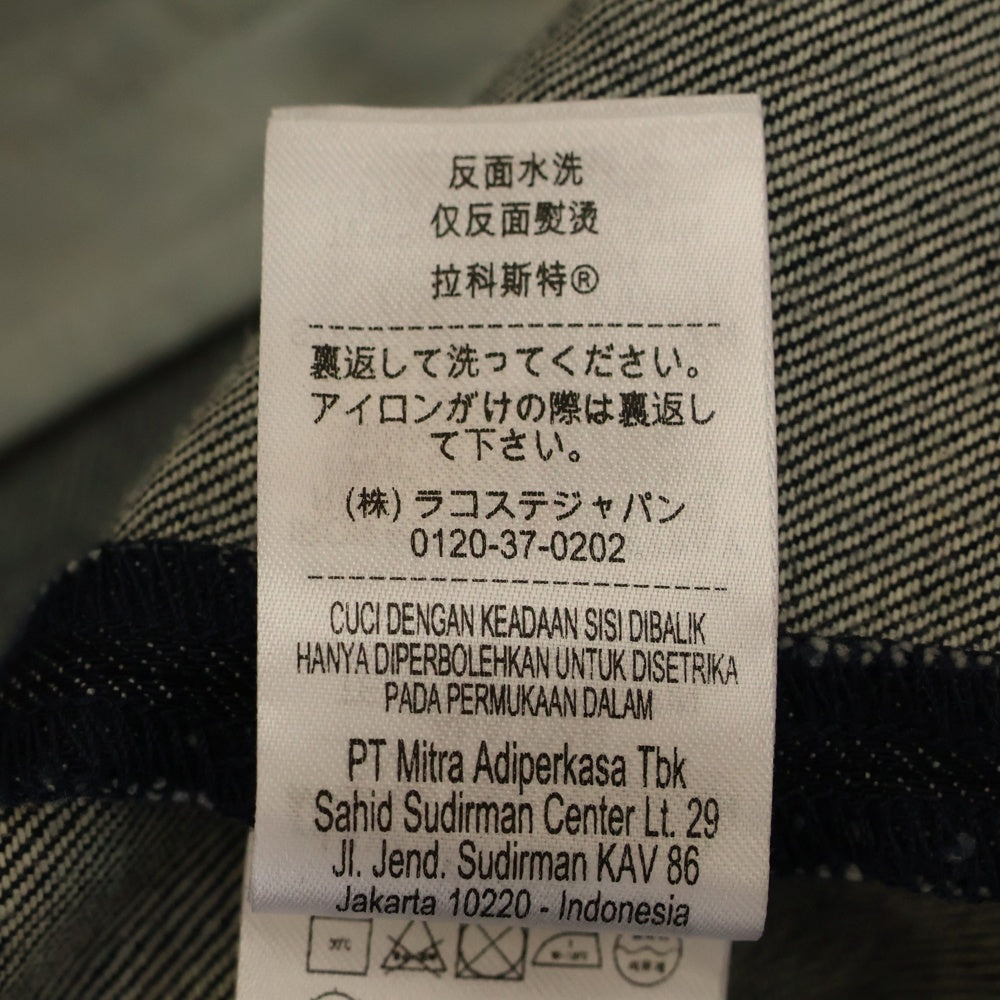 反面水洗
仅反面熨烫
拉科斯特®
裏返して洗ってください。
アイロンがけの際は裏返し
て下さい。
(株) ラコステジャパン
0120-37-0202
CUCI DENGAN KEADAAN SISI DIBALIK
HANYA DIPERBOLEHKAN UNTUK DISETRIKA
PADA PERMUKAAN DALAM
PT Mitra Adiperkasa Tbk
Sahid Sudirman Center Lt. 29
Jl. Jend. Sudirman KAV 86
Jakarta 10220 - Indonesia